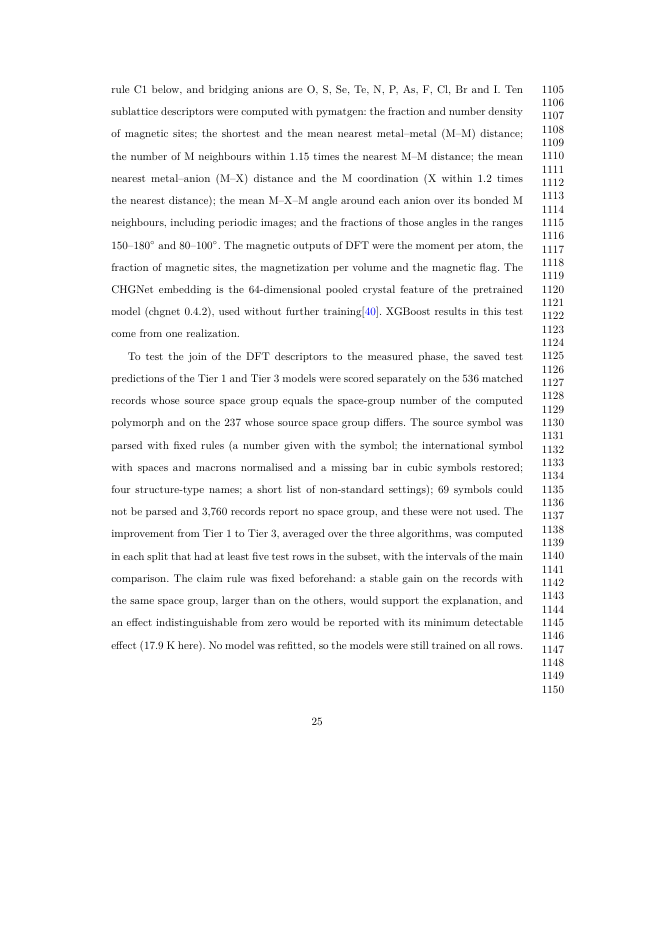 rule C1 below, and bridging anions are O, S, Se, Te, N, P, As, F, Cl, Br and I. Ten
sublattice descriptors were computed with pymatgen: the fraction and number density
of magnetic sites; the shortest and the mean nearest metal–metal (M–M) distance;
the number of M neighbours within 1.15 times the nearest M–M distance; the mean
nearest metal–anion (M–X) distance and the M coordination (X within 1.2 times
the nearest distance); the mean M–X–M angle around each anion over its bonded M
neighbours, including periodic images; and the fractions of those angles in the ranges
150–180° and 80–100°. The magnetic outputs of DFT were the moment per atom, the
fraction of magnetic sites, the magnetization per volume and the magnetic flag. The
CHGNet embedding is the 64-dimensional pooled crystal feature of the pretrained
model (chgnet 0.4.2), used without further training[40]. XGBoost results in this test
come from one realization.
To test the join of the DFT descriptors to the measured phase, the saved test
predictions of the Tier 1 and Tier 3 models were scored separately on the 536 matched
records whose source space group equals the space-group number of the computed
polymorph and on the 237 whose source space group differs. The source symbol was
parsed with fixed rules (a number given with the symbol; the international symbol
with spaces and macrons normalised and a missing bar in cubic symbols restored;
four structure-type names; a short list of non-standard settings); 69 symbols could
not be parsed and 3,760 records report no space group, and these were not used. The
improvement from Tier 1 to Tier 3, averaged over the three algorithms, was computed
in each split that had at least five test rows in the subset, with the intervals of the main
comparison. The claim rule was fixed beforehand: a stable gain on the records with
the same space group, larger than on the others, would support the explanation, and
an effect indistinguishable from zero would be reported with its minimum detectable
effect (17.9 K here). No model was refitted, so the models were still trained on all rows.
1105
1106
1107
1108
1109
1110
1111
1112
1113
1114
1115
1116
1117
1118
1119
1120
1121
1122
1123
1124
1125
1126
1127
1128
1129
1130
1131
1132
1133
1134
1135
1136
1137
1138
1139
1140
1141
1142
1143
1144
1145
1146
1147
1148
1149
1150
25